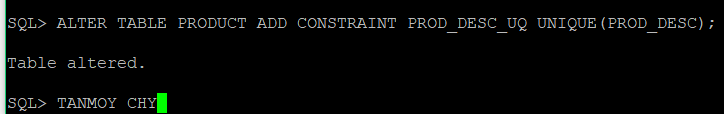 SQL> ALTER TABLE PRODUCT ADD CONSTRAINT PROD_DESC_UQ UNIQUE(PROD_DESC);
Table altered.
SQL> TANMOY CHY